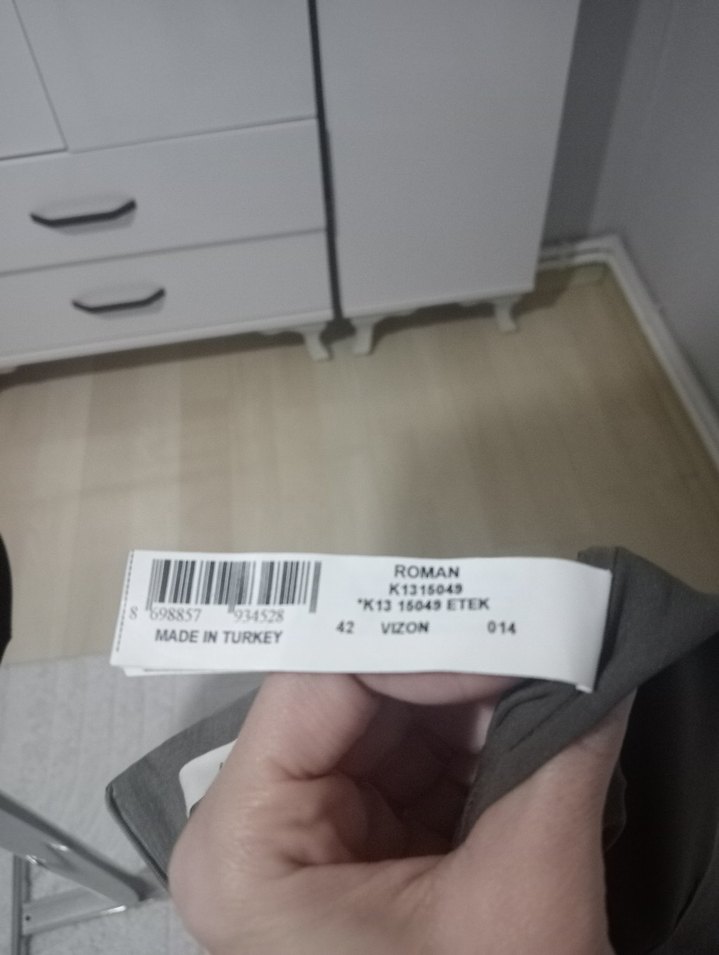 8 698857 934528
MADE IN TURKEY
ROMAN
K1315049
*K13 15049 ETEK
42 VIZON 014